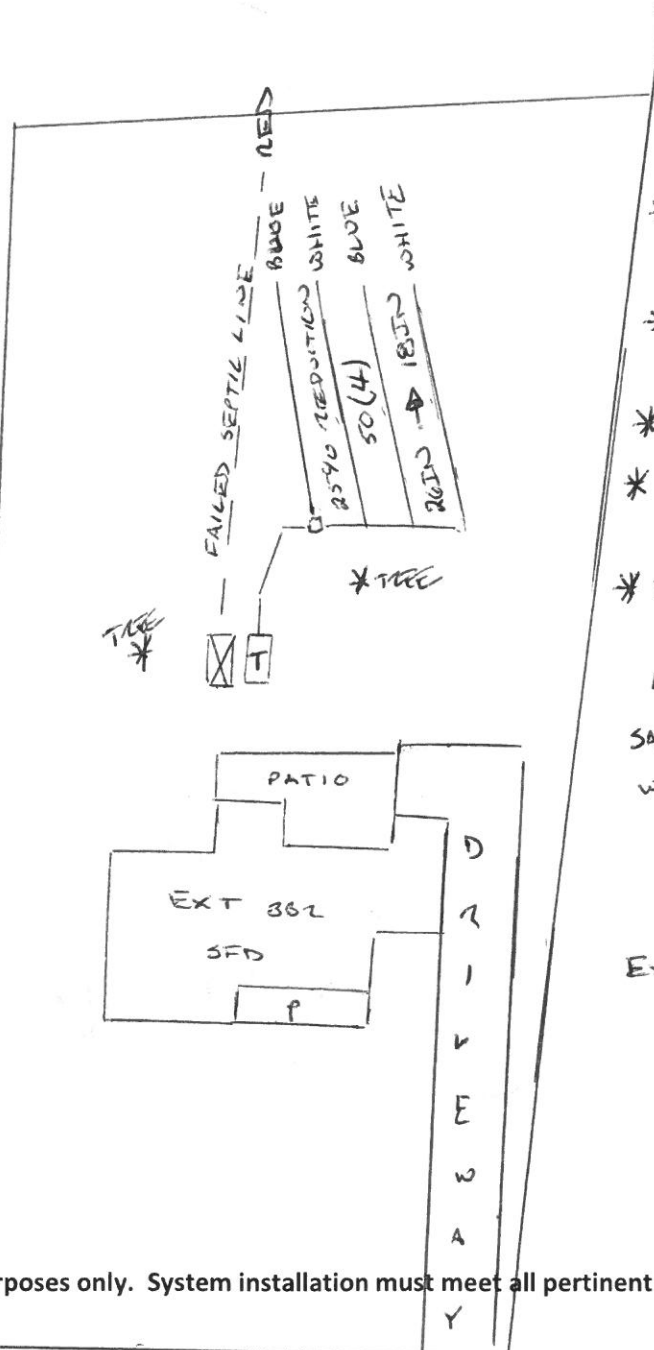 RED
BLUE
WHITE
BLUE
WHITE
FAILED SEPTIC LINE
25% REDUCTION
50(4)
26IN → 18IN
* TREE
TREE
*
T
*
*
*
PATIO
EXT 3BR
SFD
P
DRIVEWAY
rposes only. System installation must meet all pertinent